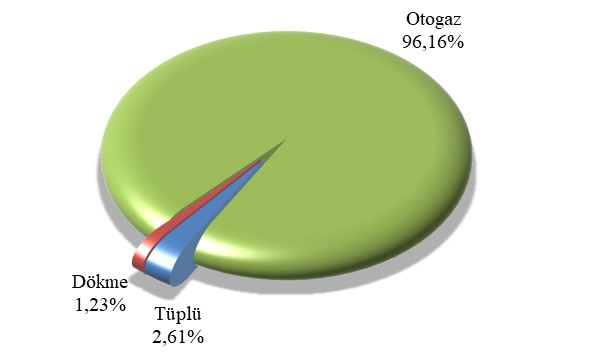 Otogaz
96,16%
Dökme
1,23%
Tüplü
2,61%